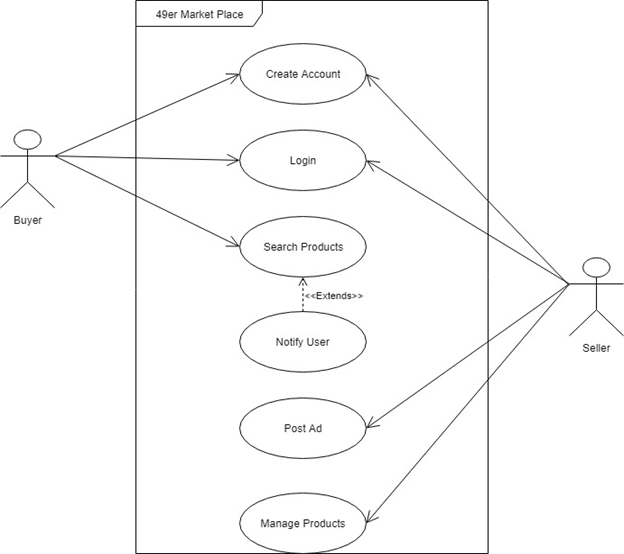 49er Market Place
Create Account
Login
Buyer
Search Products
<<Extends>>
Notify User
Seller
Post Ad
Manage Products